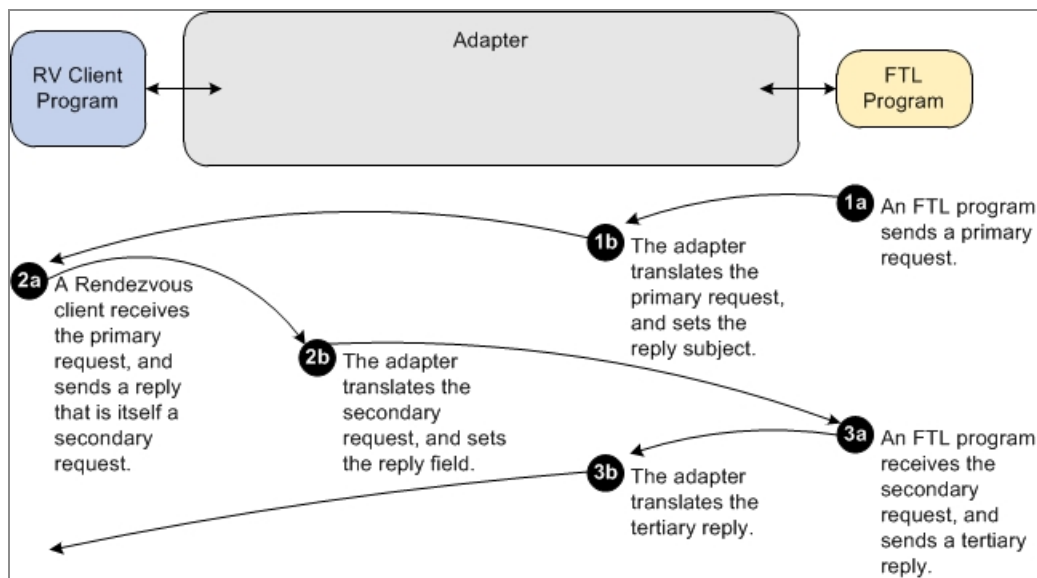 Adapter
RV Client
Program
FTL
Program
1a
An FTL program
sends a primary
request.
1b
The adapter
translates the
primary request,
and sets the
reply subject.
2a
A Rendezvous
client receives
the primary
request, and
sends a reply
that is itself a
secondary
request.
2b
The adapter
translates the
secondary
request, and sets
the reply field.
3a
An FTL program
receives the
secondary
request, and
sends a tertiary
reply.
3b
The adapter
translates the
tertiary reply.